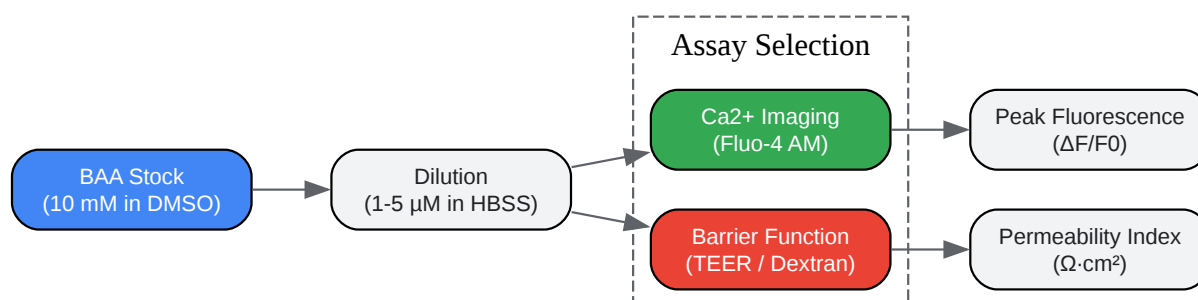 Assay Selection
BAA Stock
(10 mM in DMSO)
Dilution
(1-5 µM in HBSS)
Ca2+ Imaging
(Fluo-4 AM)
Peak Fluorescence
(ΔF/F0)
Barrier Function
(TEER / Dextran)
Permeability Index
(Ω·cm²)